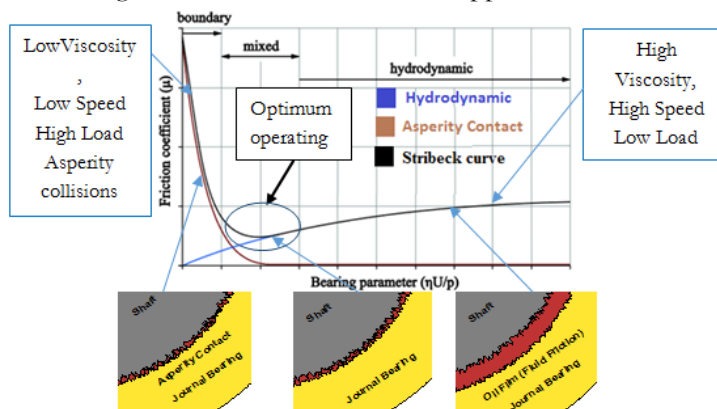 boundary
mixed
hydrodynamic
LowViscosity
,
Low Speed
High Load
Asperity
collisions
Optimum
operating
Hydrodynamic
Asperity Contact
Stribeck curve
High
Viscosity,
High Speed
Low Load
Friction coefficient (μ)
Bearing parameter (ηU/p)
Shaft
Asperity Contact
Journal Bearing
Shaft
Journal Bearing
Shaft
Oil Film (Fluid Friction)
Journal Bearing